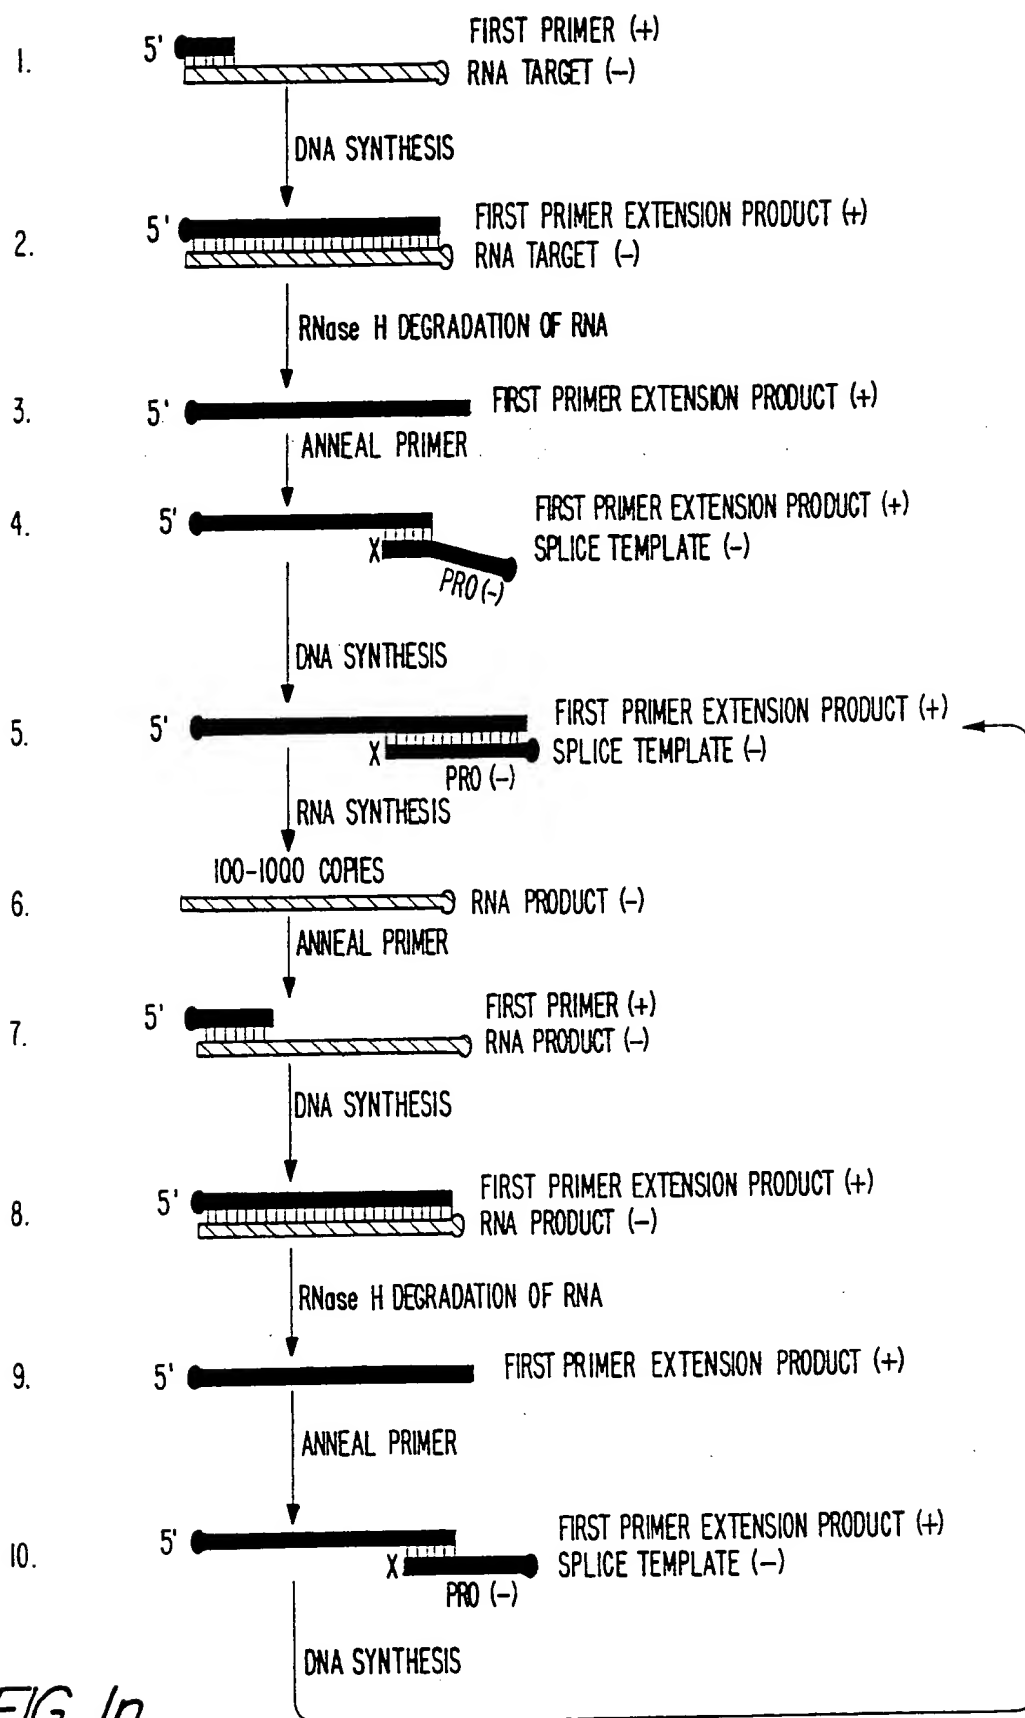 1.
5'
FIRST PRIMER (+)
RNA TARGET (-)
DNA SYNTHESIS
2.
5'
FIRST PRIMER EXTENSION PRODUCT (+)
RNA TARGET (-)
RNase H DEGRADATION OF RNA
3.
5'
FIRST PRIMER EXTENSION PRODUCT (+)
ANNEAL PRIMER
4.
5'
FIRST PRIMER EXTENSION PRODUCT (+)
X
SPLICE TEMPLATE (-)
PRO (-)
DNA SYNTHESIS
5.
5'
FIRST PRIMER EXTENSION PRODUCT (+)
X
SPLICE TEMPLATE (-)
PRO (-)
RNA SYNTHESIS
100-1000 COPIES
6.
RNA PRODUCT (-)
ANNEAL PRIMER
7.
5'
FIRST PRIMER (+)
RNA PRODUCT (-)
DNA SYNTHESIS
8.
5'
FIRST PRIMER EXTENSION PRODUCT (+)
RNA PRODUCT (-)
RNase H DEGRADATION OF RNA
9.
5'
FIRST PRIMER EXTENSION PRODUCT (+)
ANNEAL PRIMER
10.
5'
FIRST PRIMER EXTENSION PRODUCT (+)
X
SPLICE TEMPLATE (-)
PRO (-)
DNA SYNTHESIS